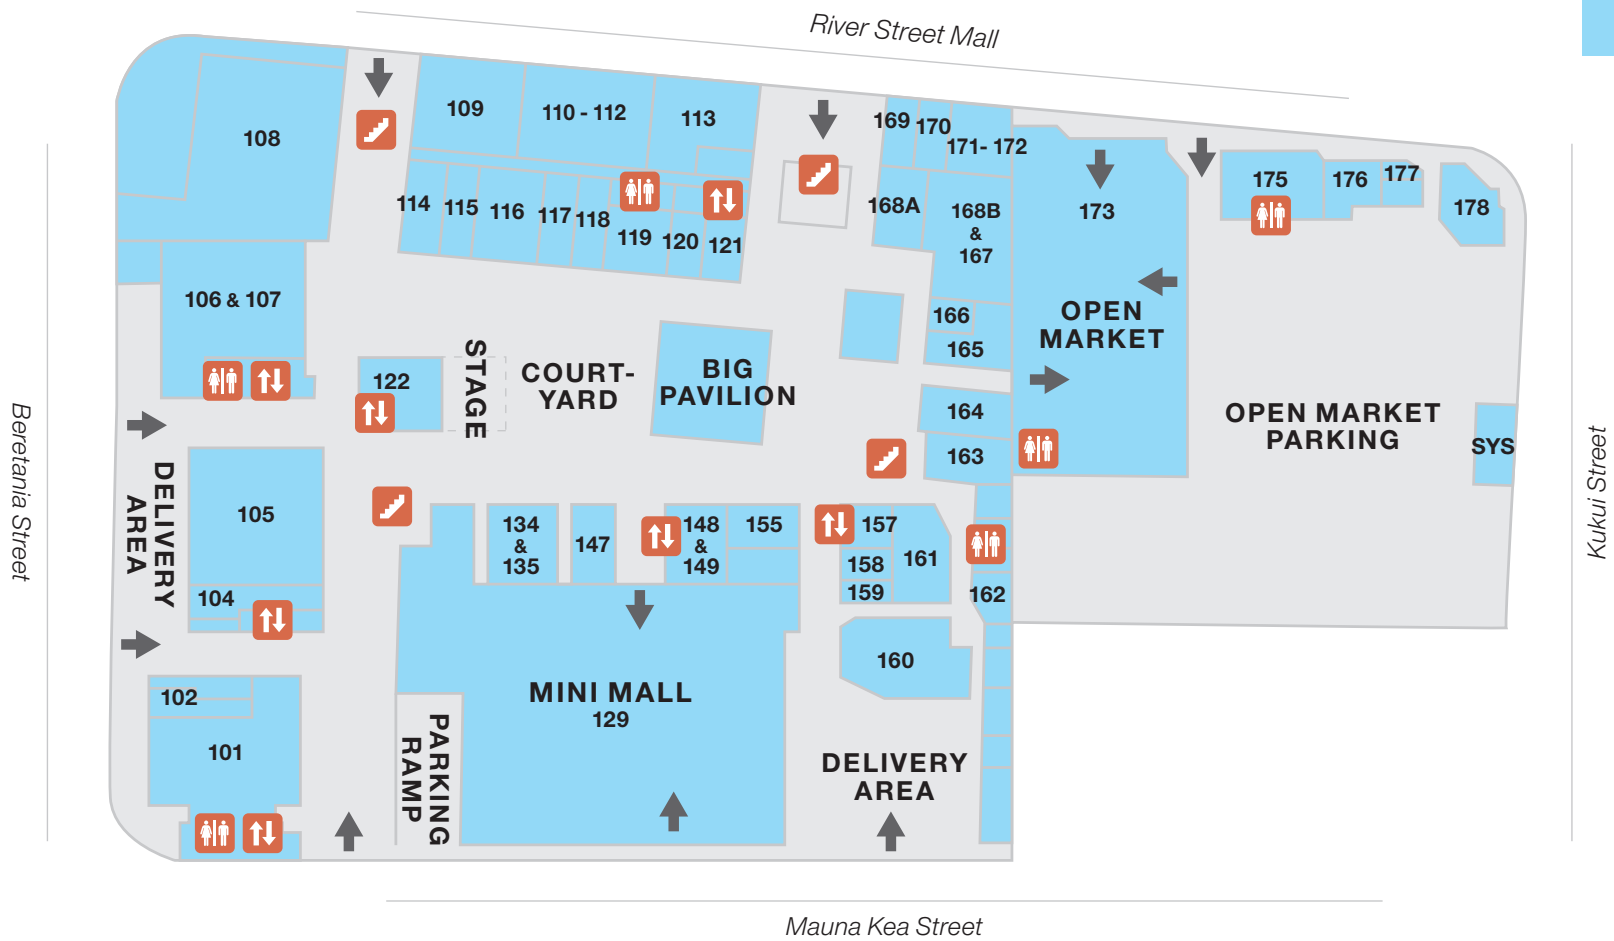 River Street Mall
108
109
110 - 112
113
169
170
171- 172
114
115
116
117
118
119
120
121
168A
168B
&
167
173
175
176
177
178
106 & 107
166
165
OPEN
MARKET
122
STAGE
COURT-
YARD
BIG
PAVILION
164
163
OPEN MARKET
PARKING
SYS
Beretania Street
Kukui Street
DELIVERY
AREA
105
104
134
&
135
147
148
&
149
155
157
158
159
161
162
160
102
101
MINI MALL
129
PARKING
RAMP
DELIVERY
AREA
Mauna Kea Street